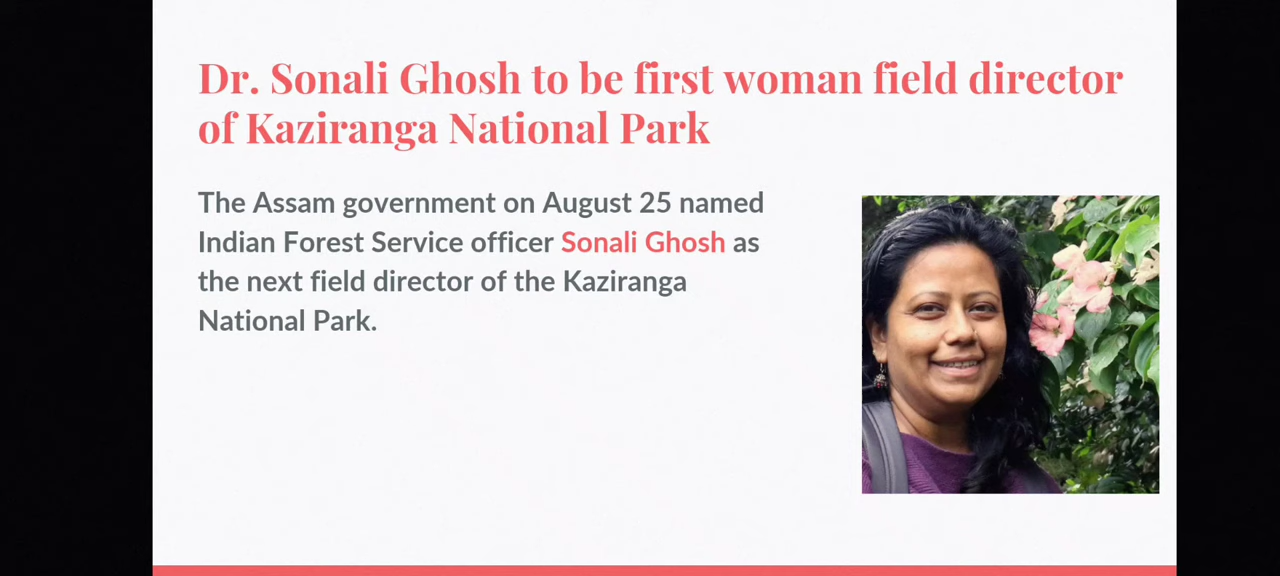 Dr. Sonali Ghosh to be first woman field director
of Kaziranga National Park
The Assam government on August 25 named
Indian Forest Service officer Sonali Ghosh as
the next field director of the Kaziranga
National Park.